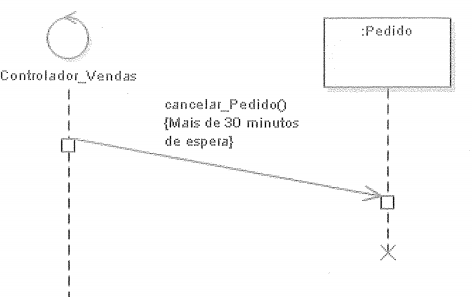 :Pedido
Controlador_Vendas
cancelar_Pedido()
{Mais de 30 minutos
de espera}